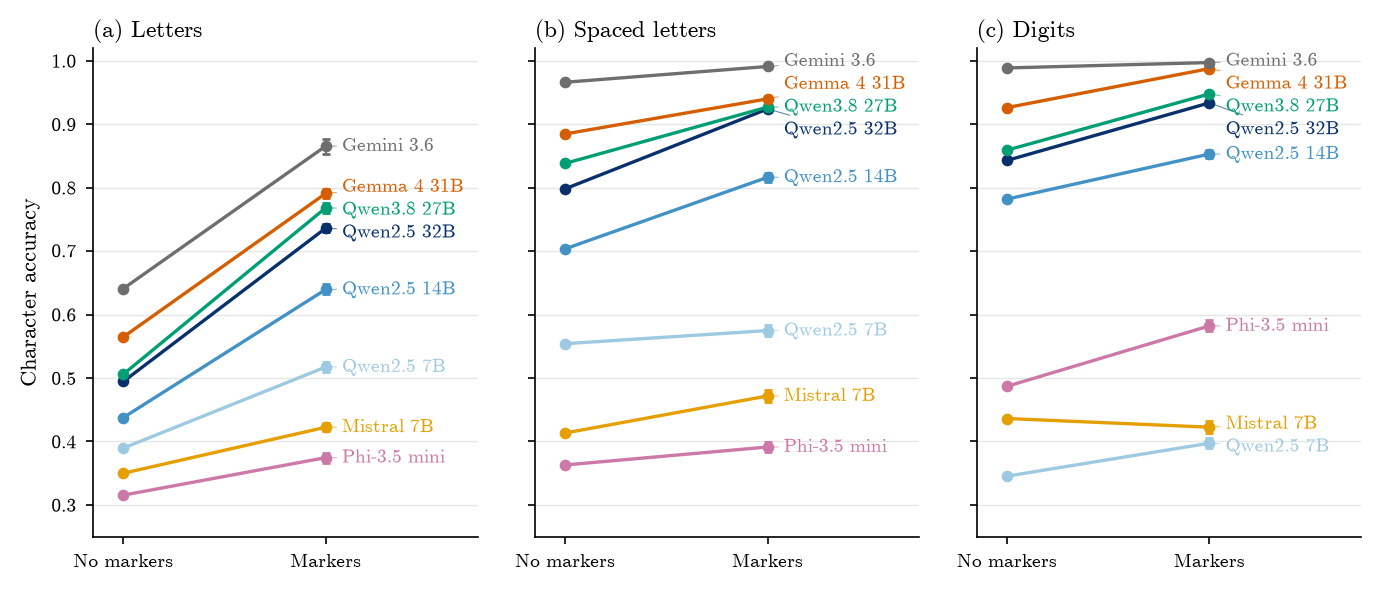 (a) Letters
(b) Spaced letters
(c) Digits
Character accuracy
1.0
0.9
0.8
0.7
0.6
0.5
0.4
0.3
Gemini 3.6
Gemma 4 31B
Qwen3.8 27B
Qwen2.5 32B
Qwen2.5 14B
Qwen2.5 7B
Mistral 7B
Phi-3.5 mini
No markers
Markers
Gemini 3.6
Gemma 4 31B
Qwen3.8 27B
Qwen2.5 32B
Qwen2.5 14B
Qwen2.5 7B
Mistral 7B
Phi-3.5 mini
No markers
Markers
Gemini 3.6
Gemma 4 31B
Qwen3.8 27B
Qwen2.5 32B
Qwen2.5 14B
Phi-3.5 mini
Mistral 7B
Qwen2.5 7B
No markers
Markers